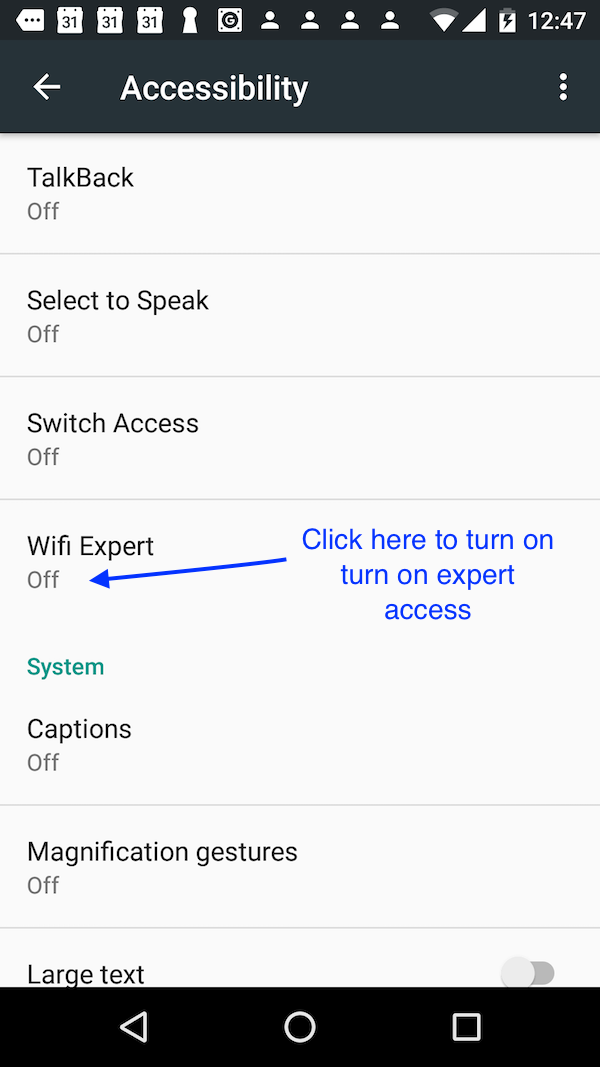 31 31 31 G 12:47
Accessibility
TalkBack
Off
Select to Speak
Off
Switch Access
Off
Wifi Expert
Off
Click here to turn on
turn on expert
access
System
Captions
Off
Magnification gestures
Off
Large text